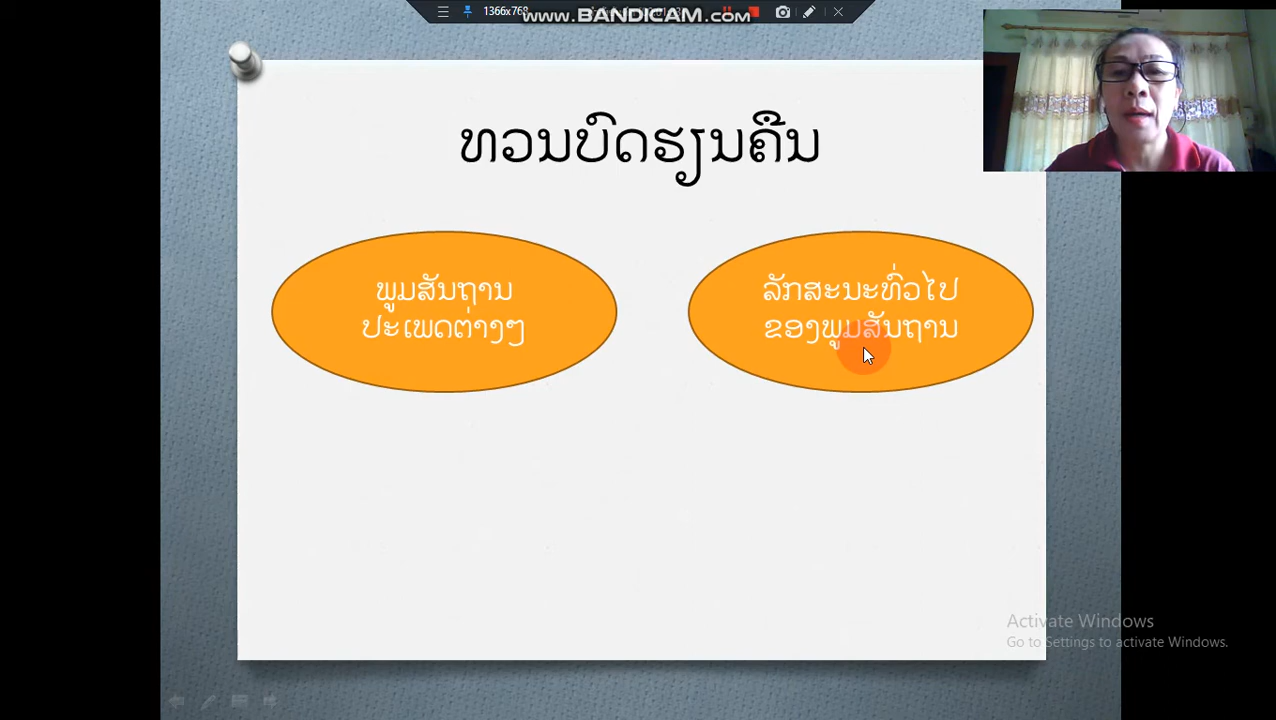 1366x768
www.BANDICAM.com
ທວນບົດຮຽນຄືນ
ພູມສັນຖານ
ປະເພດຕ່າງໆ
ລັກສະນະທົ່ວໄປ
ຂອງພູມສັນຖານ
Activate Windows
Go to Settings to activate Windows.